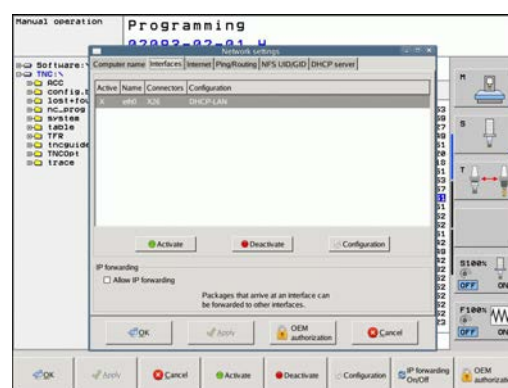 Manual operation
Programming
Network settings
Computer name Interfaces Internet Ping/Routing NFS UID/GID DHCP server
Software:
TNC:\
ACC
lost+fou
nc_prog
system
table
TFR
tncguide
TNCOpt
trace
Active Name Connectors Configuration
X eth0 X26 DHCP-LAN
Activate Deactivate Configuration
IP forwarding
Allow IP forwarding
Packages that arrive at an interface can
be forwarded to other interfaces.
OK Apply OEM authorization Cancel
M
S
T
S100%
OFF ON
F100%
OFF ON
OK Apply Cancel Activate Deactivate Configuration IP forwarding On/Off OEM